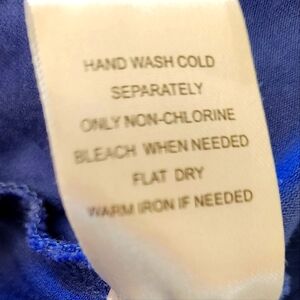 HAND WASH COLD
SEPARATELY
ONLY NON-CHLORINE
BLEACH WHEN NEEDED
FLAT DRY
WARM IRON IF NEEDED